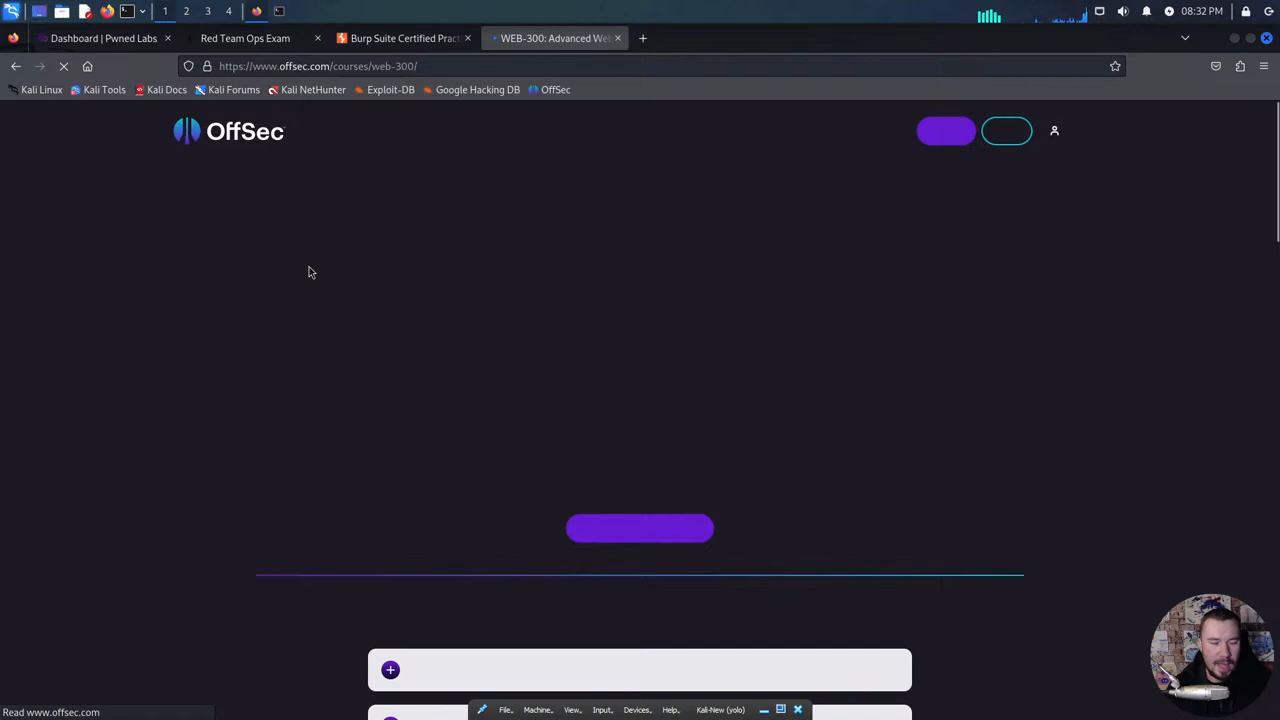 1 2 3 4
08:32 PM
Dashboard | Pwned Labs
Red Team Ops Exam
Burp Suite Certified Pract
WEB-300: Advanced We
https://www.offsec.com/courses/web-300/
Kali Linux
Kali Tools
Kali Docs
Kali Forums
Kali NetHunter
Exploit-DB
Google Hacking DB
OffSec
OffSec
Read www.offsec.com
File..
Machine..
View..
Input..
Devices..
Help..
Kali-New (yolo)